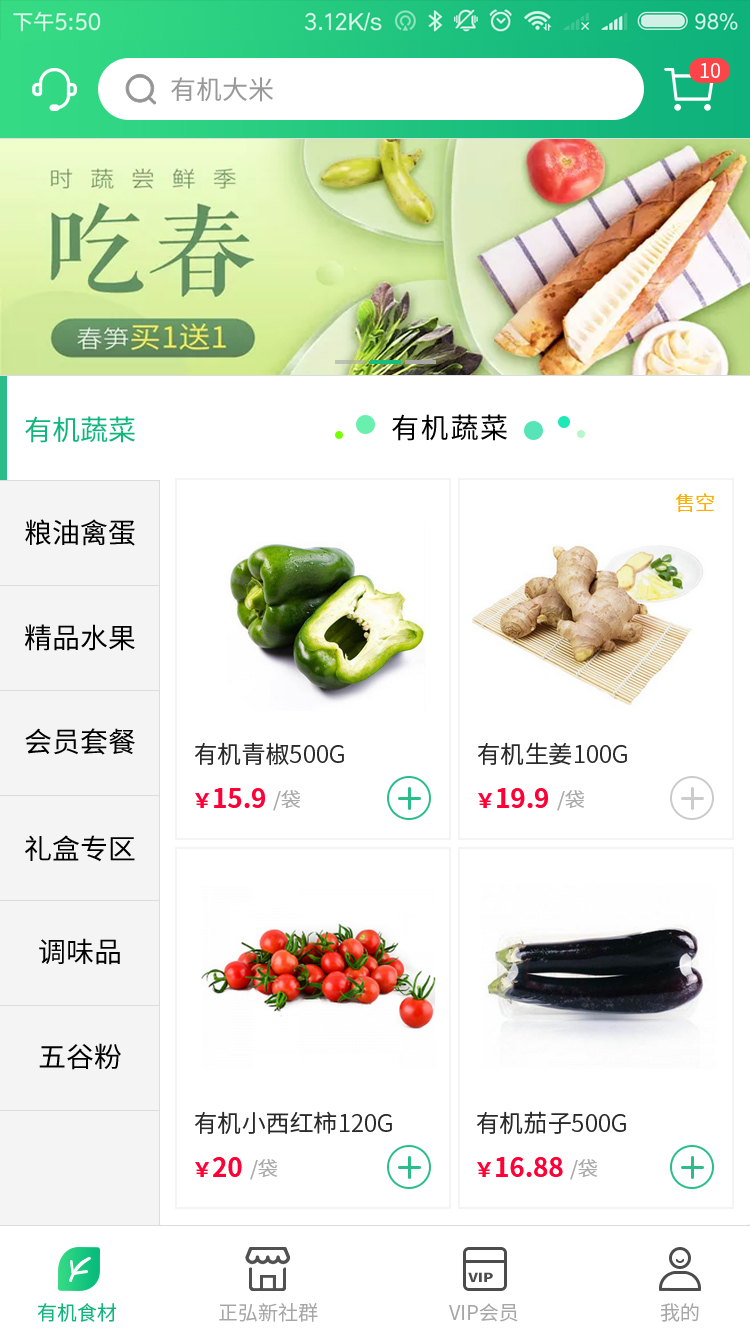 下午5:50
3.12K/s
98%
有机大米
10
时蔬尝鲜季
吃春
春笋买1送1
有机蔬菜
粮油禽蛋
精品水果
会员套餐
礼盒专区
调味品
五谷粉
有机蔬菜
售空
有机青椒500G
¥15.9 /袋
有机生姜100G
¥19.9 /袋
有机小西红柿120G
¥20 /袋
有机茄子500G
¥16.88 /袋
有机食材
正弘新社群
VIP
VIP会员
我的